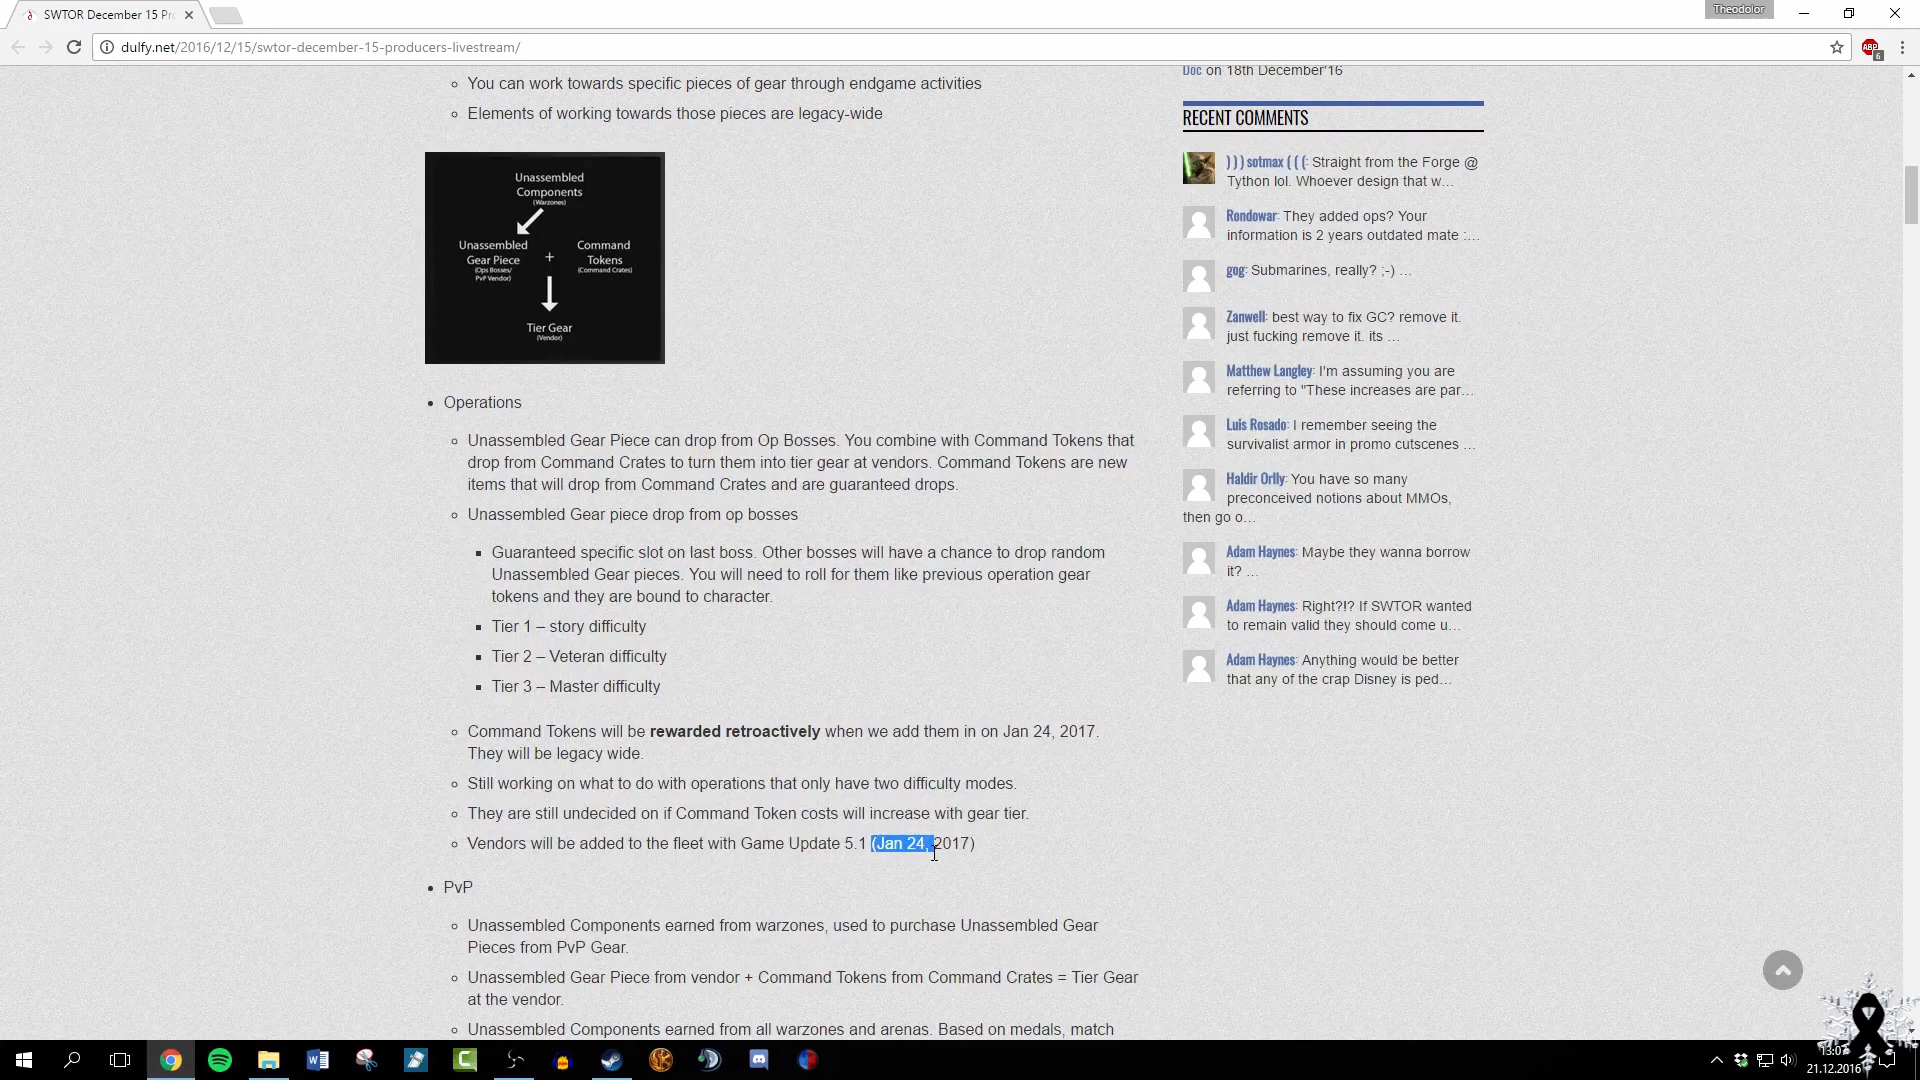 SWTOR December 15 Pr
Theodolor
dulfy.net/2016/12/15/swtor-december-15-producers-livestream/
ABP
6
You can work towards specific pieces of gear through endgame activities
Elements of working towards those pieces are legacy-wide
Unassembled
Components
(Warzones)
Unassembled
Gear Piece
(Ops Bosses/
PvP Vendor)
+
Command
Tokens
(Command Crates)
Tier Gear
(Vendor)
• Operations
Unassembled Gear Piece can drop from Op Bosses. You combine with Command Tokens that
drop from Command Crates to turn them into tier gear at vendors. Command Tokens are new
items that will drop from Command Crates and are guaranteed drops.
Unassembled Gear piece drop from op bosses
Guaranteed specific slot on last boss. Other bosses will have a chance to drop random
Unassembled Gear pieces. You will need to roll for them like previous operation gear
tokens and they are bound to character.
Tier 1 – story difficulty
Tier 2 – Veteran difficulty
Tier 3 – Master difficulty
Command Tokens will be rewarded retroactively when we add them in on Jan 24, 2017.
They will be legacy wide.
Still working on what to do with operations that only have two difficulty modes.
They are still undecided on if Command Token costs will increase with gear tier.
Vendors will be added to the fleet with Game Update 5.1 (Jan 24, 2017)
• PvP
Unassembled Components earned from warzones, used to purchase Unassembled Gear
Pieces from PvP Gear.
Unassembled Gear Piece from vendor + Command Tokens from Command Crates = Tier Gear
at the vendor.
Unassembled Components earned from all warzones and arenas. Based on medals, match
Doc on 18th December'16
RECENT COMMENTS
) ) ) sotmax ( ( (: Straight from the Forge @
Tython lol. Whoever design that w…
Rondowar: They added ops? Your
information is 2 years outdated mate :…
gog: Submarines, really? ;-) …
Zanwell: best way to fix GC? remove it.
just fucking remove it. its …
Matthew Langley: I'm assuming you are
referring to "These increases are par…
Luis Rosado: I remember seeing the
survivalist armor in promo cutscenes …
Haldir Orlly: You have so many
preconceived notions about MMOs,
then go o…
Adam Haynes: Maybe they wanna borrow
it? …
Adam Haynes: Right?!? If SWTOR wanted
to remain valid they should come u…
Adam Haynes: Anything would be better
that any of the crap Disney is ped…
13:07
21.12.2016